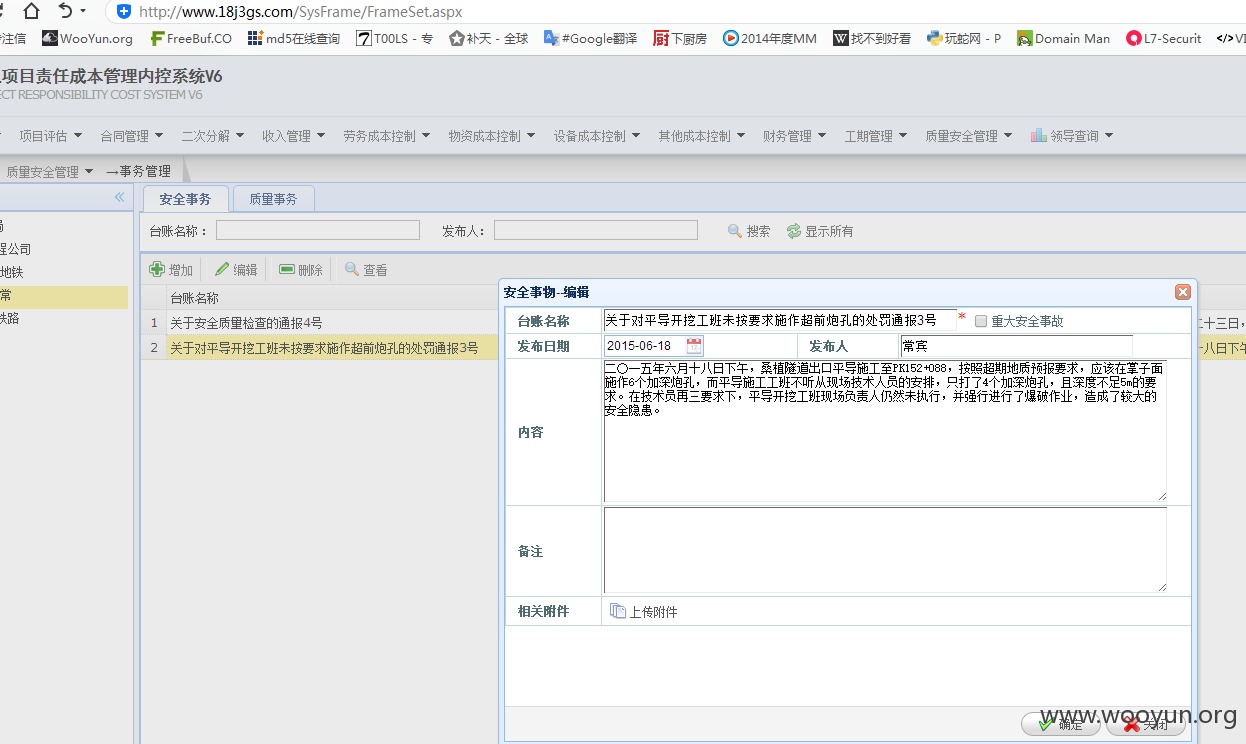 http://www.18j3gs.com/SysFrame/FrameSet.aspx
注信 WooYun.org FreeBuf.CO md5在线查询 T00LS - 专 补天 - 全球 #Google翻译 下厨房 2014年度MM 找不到好看 玩蛇网 - P Domain Man L7-Securit
项目责任成本管理内控系统V6
ECT RESPONSIBILITY COST SYSTEM V6
项目评估 合同管理 二次分解 收入管理 劳务成本控制 物资成本控制 设备成本控制 其他成本控制 财务管理 工期管理 质量安全管理 领导查询
质量安全管理 →事务管理
安全事务 质量事务
台账名称： 发布人： 搜索 显示所有
程公司
地铁
常
铁路
增加 编辑 删除 查看
台账名称
1 关于安全质量检查的通报4号 二十三日，
2 关于对平导开挖工班未按要求施作超前炮孔的处罚通报3号 十八日下午
安全事物--编辑
台账名称 关于对平导开挖工班未按要求施作超前炮孔的处罚通报3号 * 重大安全事故
发布日期 2015-06-18 发布人 常宾
内容
二〇一五年六月十八日下午，桑植隧道出口平导施工至PK152+088，按照超期地质预报要求，应该在掌子面
施作6个加深炮孔，而平导施工工班不听从现场技术人员的安排，只打了4个加深炮孔，且深度不足5m的要
求。在技术员再三要求下，平导开挖工班现场负责人仍然未执行，并强行进行了爆破作业，造成了较大的
安全隐患。
备注
相关附件 上传附件
确定 关闭
www.wooyun.org